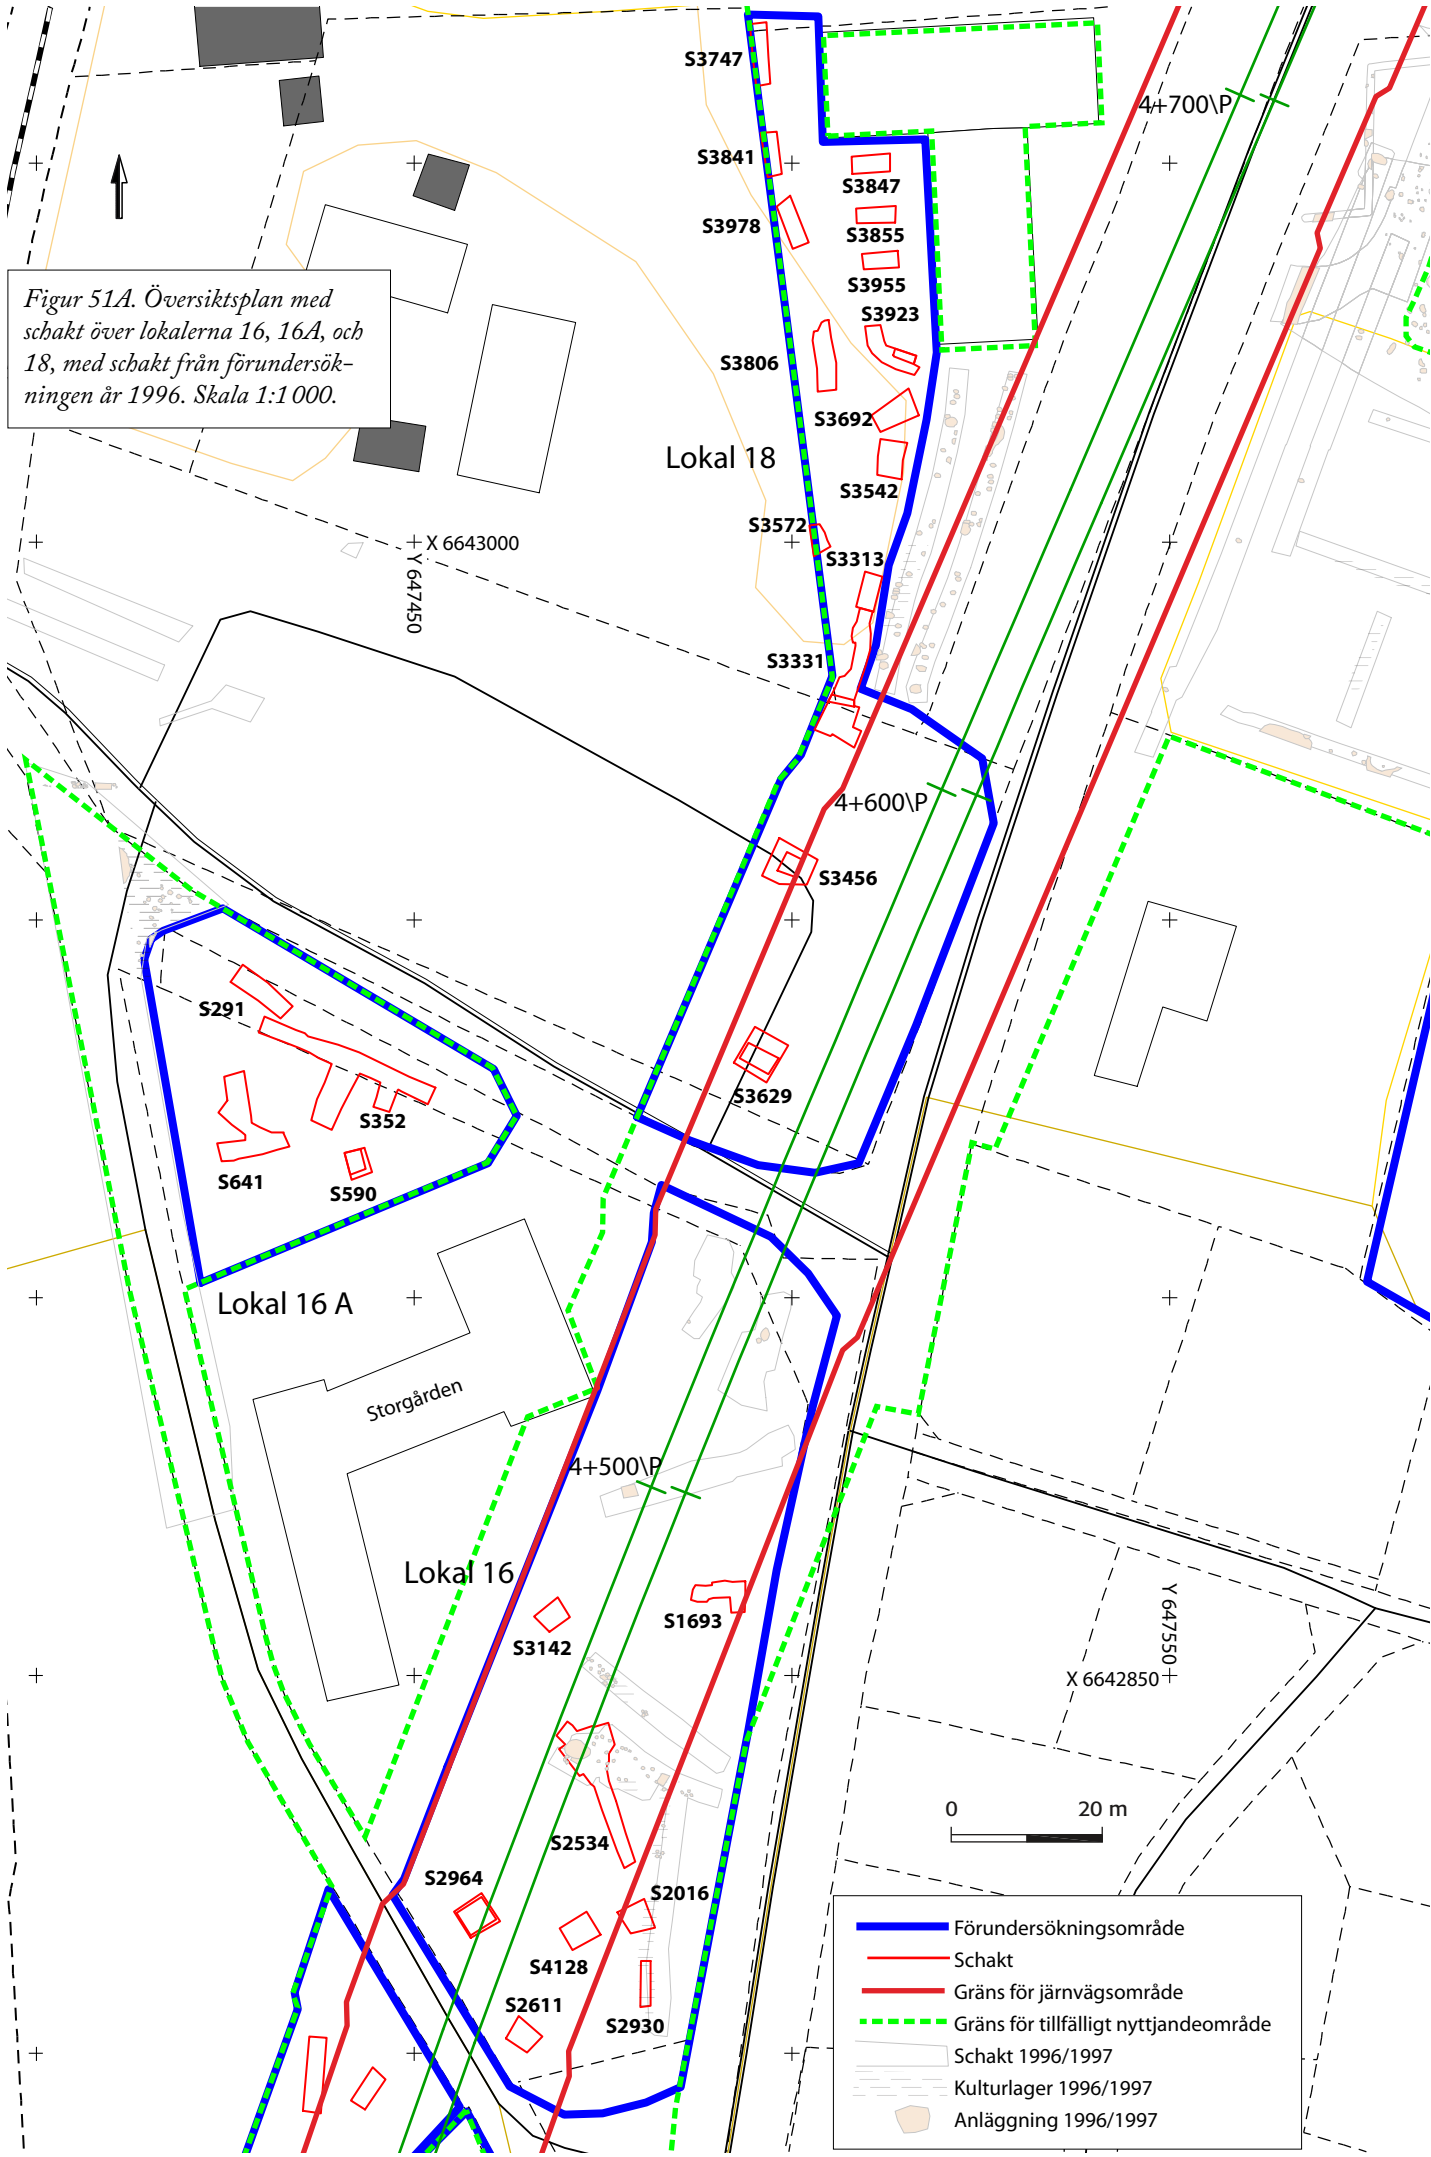 S3747
4+700\P
S3841
S3847
S3978
S3855
S3955
Figur 51A. Översiktsplan med
schakt över lokalerna 16, 16A, och
18, med schakt från förundersök-
ningen år 1996. Skala 1:1 000.
S3923
S3806
S3692
Lokal 18
S3542
S3572
X 6643000
Y 647450
S3313
S3331
4+600\P
S3456
S291
S3629
S352
S641
S590
Lokal 16 A
Storgården
4+500\P
Lokal 16
S3142
S1693
Y 647550
X 6642850
0 20 m
S2534
S2964
S2016
S4128
S2611
S2930
Förundersökningsområde
Schakt
Gräns för järnvägsområde
Gräns för tillfälligt nyttjandeområde
Schakt 1996/1997
Kulturlager 1996/1997
Anläggning 1996/1997